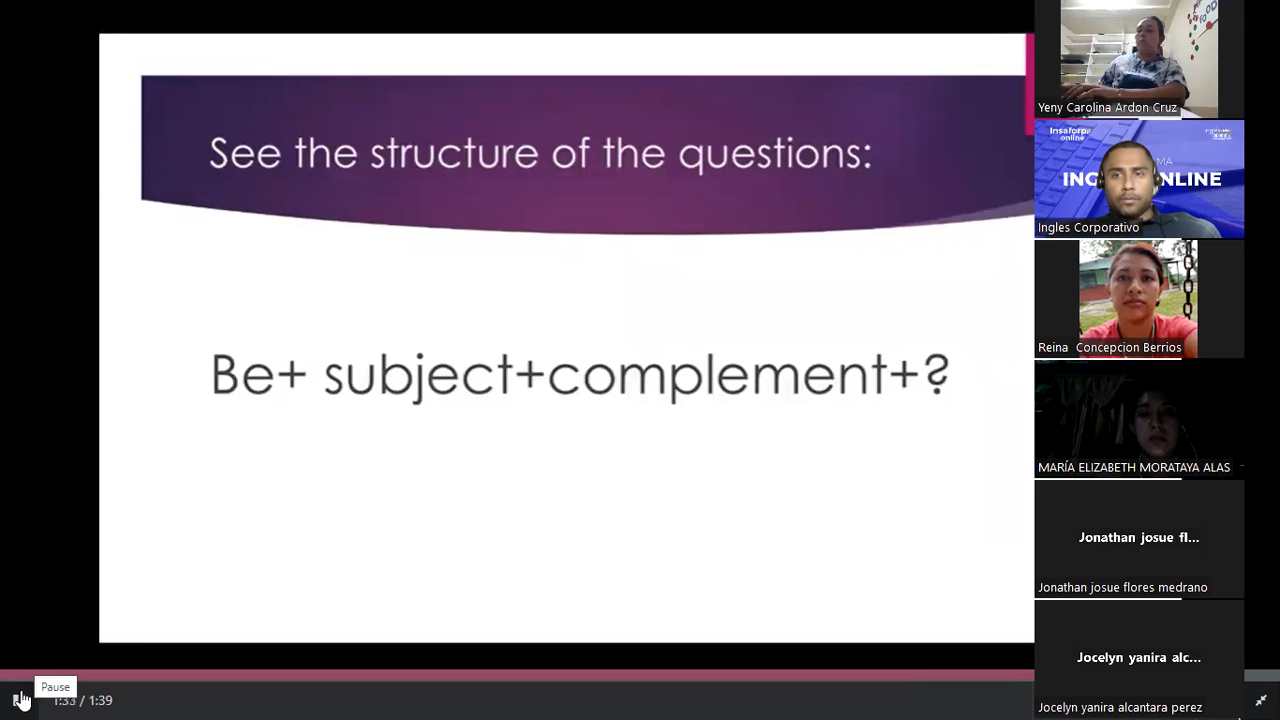 See the structure of the questions:
Be+ subject+complement+?
Yeny Carolina Ardon Cruz
Insaforp
online
INGLES ONLINE
Ingles Corporativo
Reina Concepcion Berrios
MARÍA ELIZABETH MORATAYA ALAS
Jonathan josue fl...
Jonathan josue flores medrano
Jocelyn yanira alc...
Jocelyn yanira alcantara perez
Pause
1:33 / 1:39